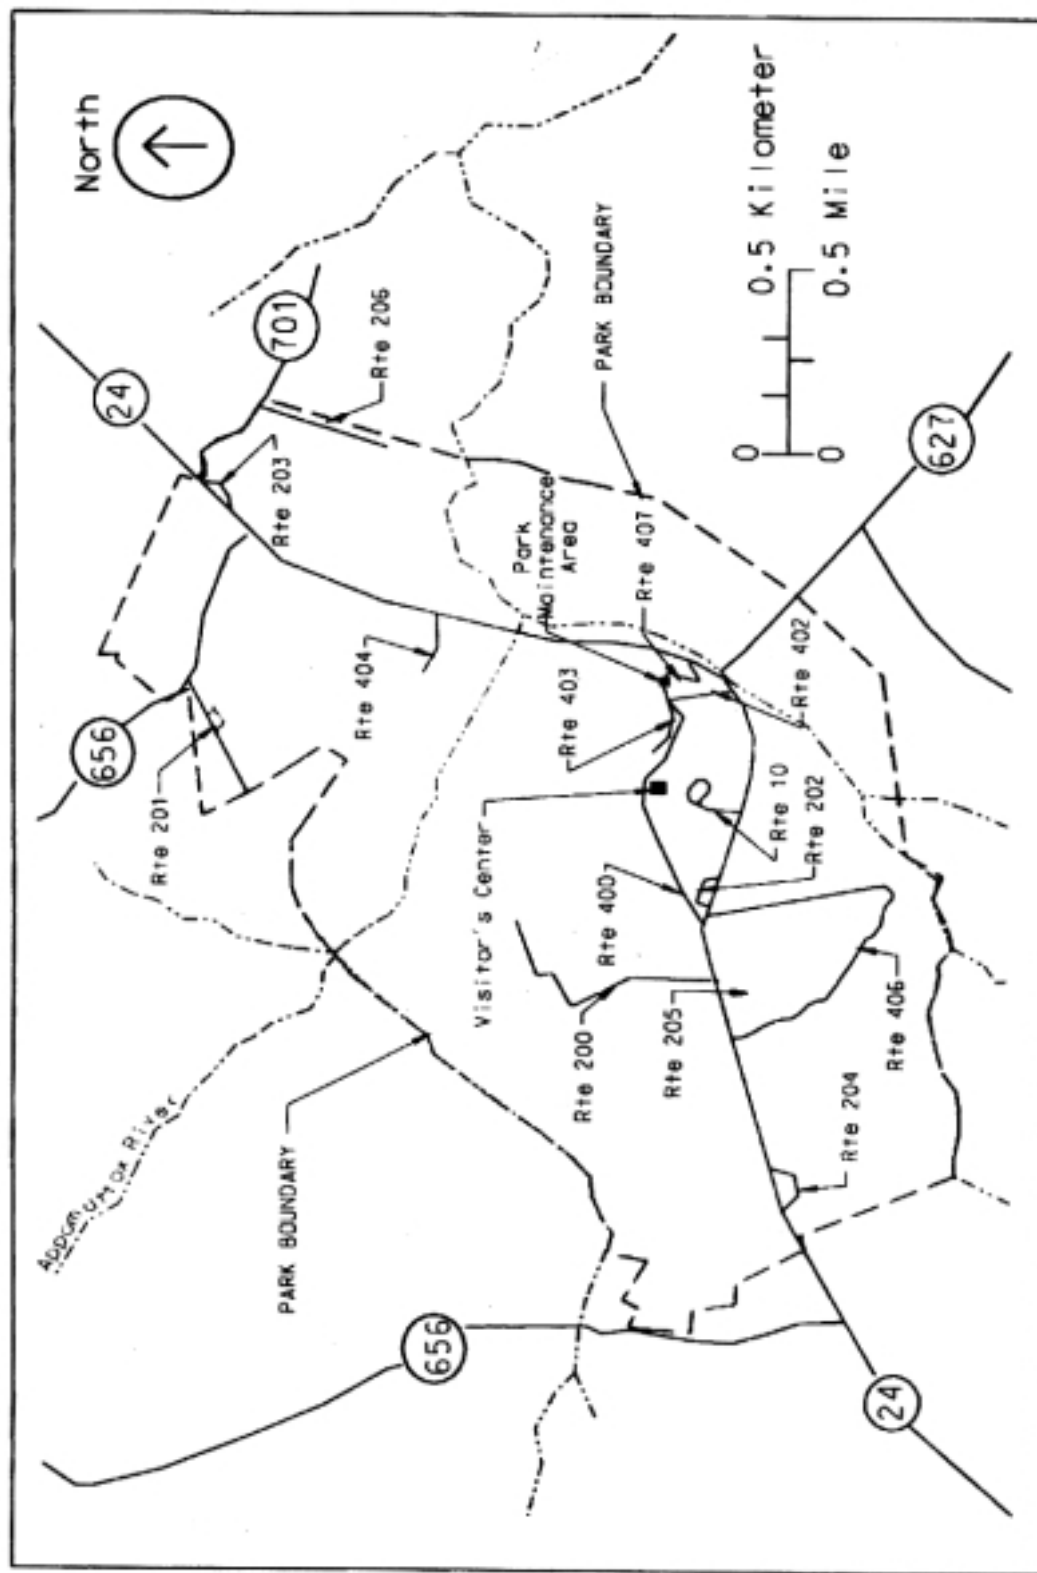 Appomattox River
North
656
24
Rte 201
701
PARK BOUNDARY
Rte 203
Rte 404
Rte 206
656
Visitor's Center
Park
Maintenance
Area
Rte 403
Rte 200
Rte 400
PARK BOUNDARY
Rte 407
Rte 205
Rte 10
Rte 202
Rte 402
0
0.5 Kilometer
0
0.5 Mile
Rte 204
Rte 406
24
627